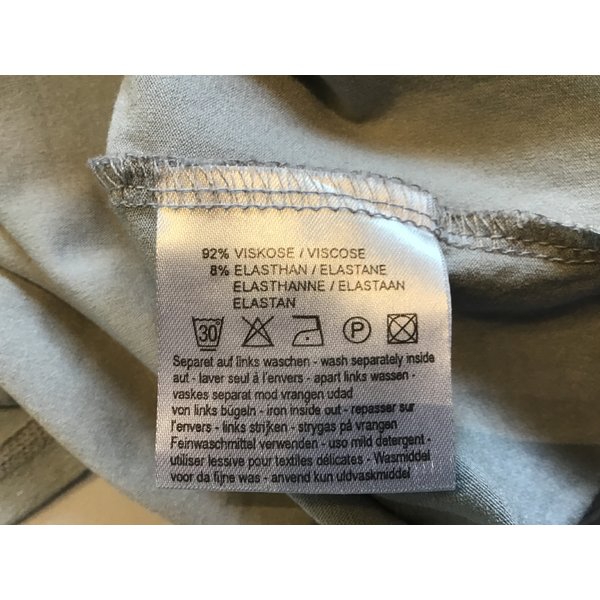 92% VISKOSE / VISCOSE
8% ELASTHAN / ELASTANE
ELASTHANNE / ELASTAAN
ELASTAN
30 P
Separat auf links waschen - wash separately inside
aut - laver seul à l'envers - apart links wassen -
vaskes separat mod vrangen udad
von links bügeln - iron inside out - repasser sur
l'envers - links strijken - strygas på vrangen
Feinwaschmittel verwenden - uso mild detergent -
utiliser lessive pour textiles délicates - Wasmiddel
voor da fijne was - anvend kun uldvaskmiddel